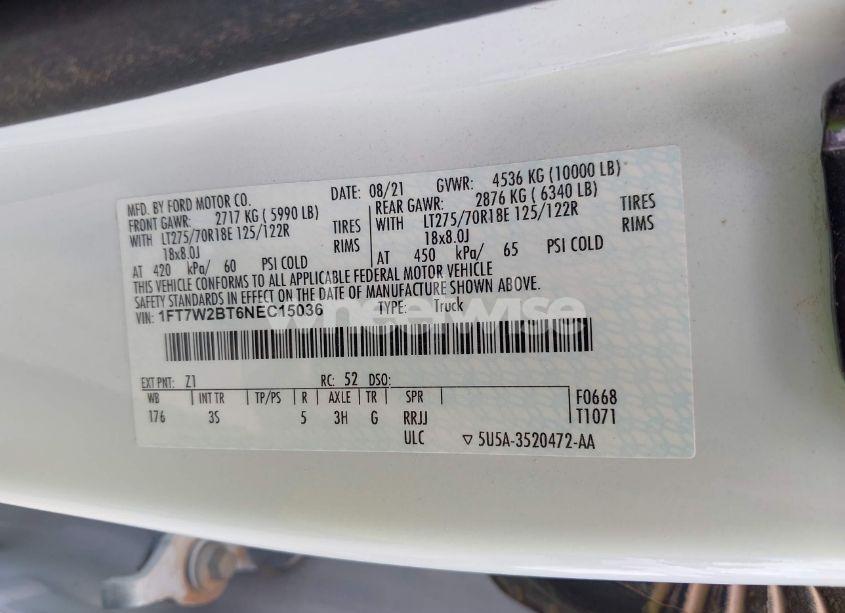 MFD. BY FORD MOTOR CO.
DATE: 08/21 GVWR: 4536 KG (10000 LB)
FRONT GAWR: 2717 KG ( 5990 LB) REAR GAWR: 2876 KG ( 6340 LB)
WITH LT275/70R18E 125/122R TIRES WITH LT275/70R18E 125/122R TIRES
18x8.0J RIMS 18x8.0J RIMS
AT 420 kPa/ 60 PSI COLD AT 450 kPa/ 65 PSI COLD
THIS VEHICLE CONFORMS TO ALL APPLICABLE FEDERAL MOTOR VEHICLE
SAFETY STANDARDS IN EFFECT ON THE DATE OF MANUFACTURE SHOWN ABOVE.
VIN: 1FT7W2BT6NEC15036 TYPE: Truck
wheelwise
EXT PNT: Z1 RC: 52 DSO:
WB INT TR TP/PS R AXLE TR SPR F0668
176 3S 5 3H G RRJJ T1071
ULC ▽ 5U5A-3520472-AA